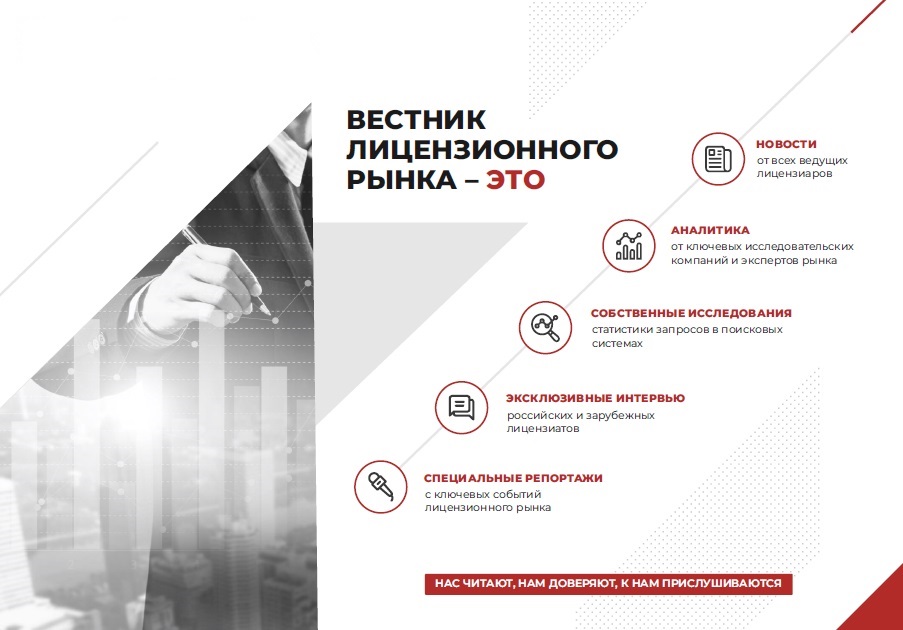 ВЕСТНИК
ЛИЦЕНЗИОННОГО
РЫНКА – ЭТО
НОВОСТИ
от всех ведущих
лицензиаров
АНАЛИТИКА
от ключевых исследовательских
компаний и экспертов рынка
СОБСТВЕННЫЕ ИССЛЕДОВАНИЯ
статистики запросов в поисковых
системах
ЭКСКЛЮЗИВНЫЕ ИНТЕРВЬЮ
российских и зарубежных
лицензиатов
СПЕЦИАЛЬНЫЕ РЕПОРТАЖИ
с ключевых событий
лицензионного рынка
НАС ЧИТАЮТ, НАМ ДОВЕРЯЮТ, К НАМ ПРИСЛУШИВАЮТСЯ